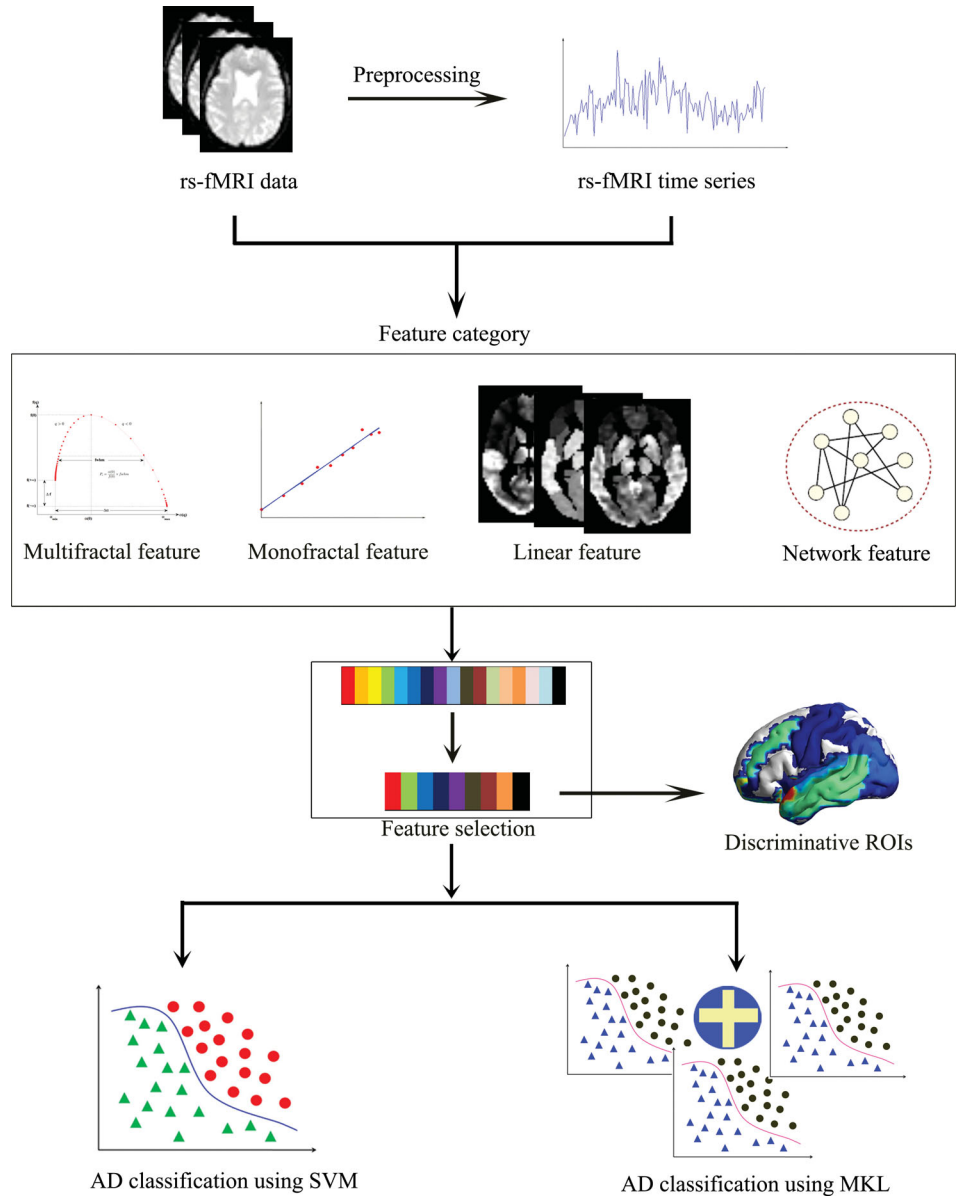 Preprocessing
rs-fMRI data
rs-fMRI time series
Feature category
Multifractal feature
Monofractal feature
Linear feature
Network feature
Feature selection
Discriminative ROIs
AD classification using SVM
AD classification using MKL